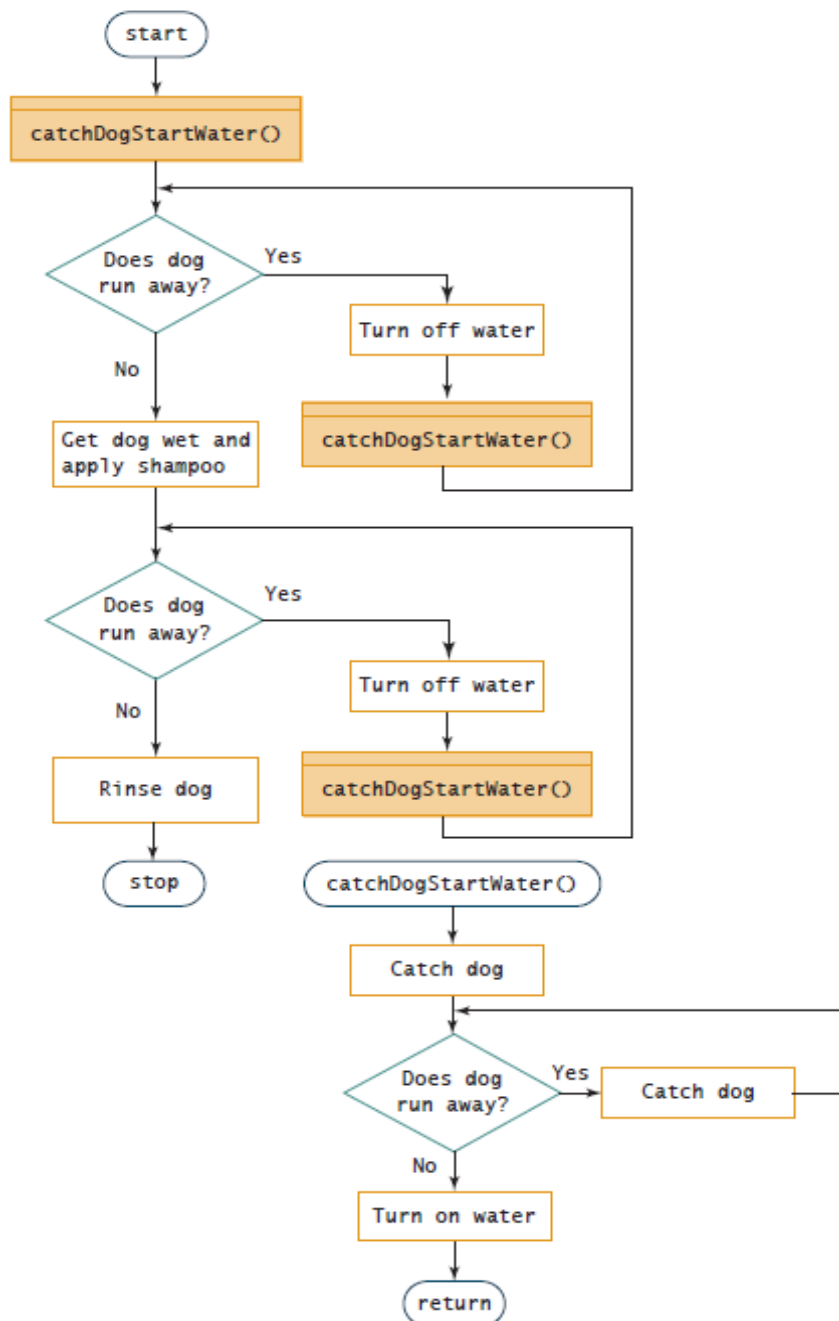 start
catchDogStartWater()
Does dog
run away?
Yes
Turn off water
No
catchDogStartWater()
Get dog wet and
apply shampoo
Does dog
run away?
Yes
Turn off water
No
catchDogStartWater()
Rinse dog
stop
catchDogStartWater()
Catch dog
Does dog
run away?
Yes
Catch dog
No
Turn on water
return